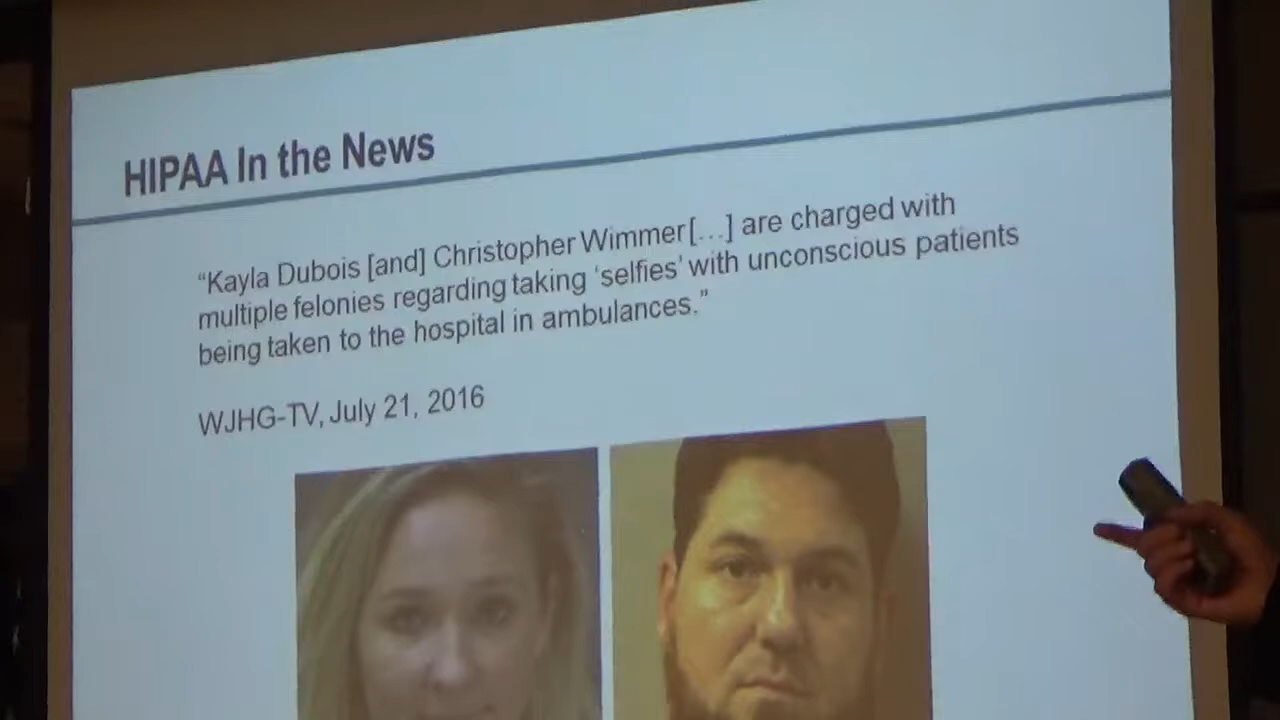 HIPAA In the News
“Kayla Dubois [and] Christopher Wimmer[…] are charged with
multiple felonies regarding taking ‘selfies’ with unconscious patients
being taken to the hospital in ambulances.”
WJHG-TV, July 21, 2016